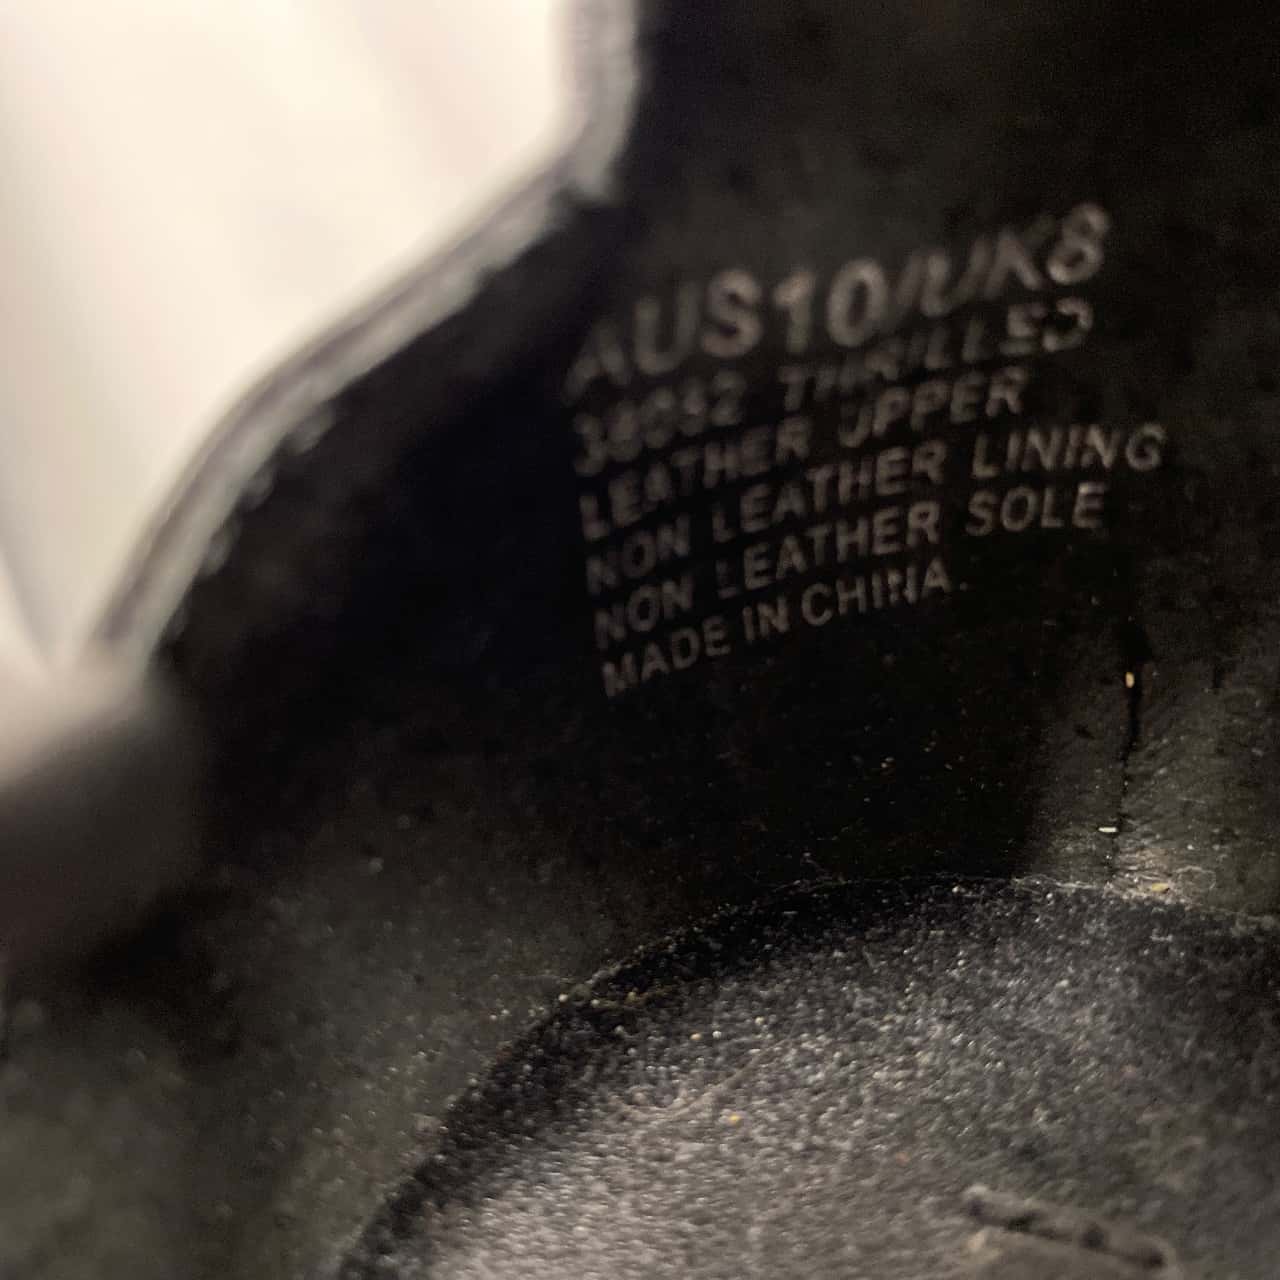 AUS10/UK8
THRILLED
LEATHER UPPER
NON LEATHER LINING
NON LEATHER SOLE
MADE IN CHINA.